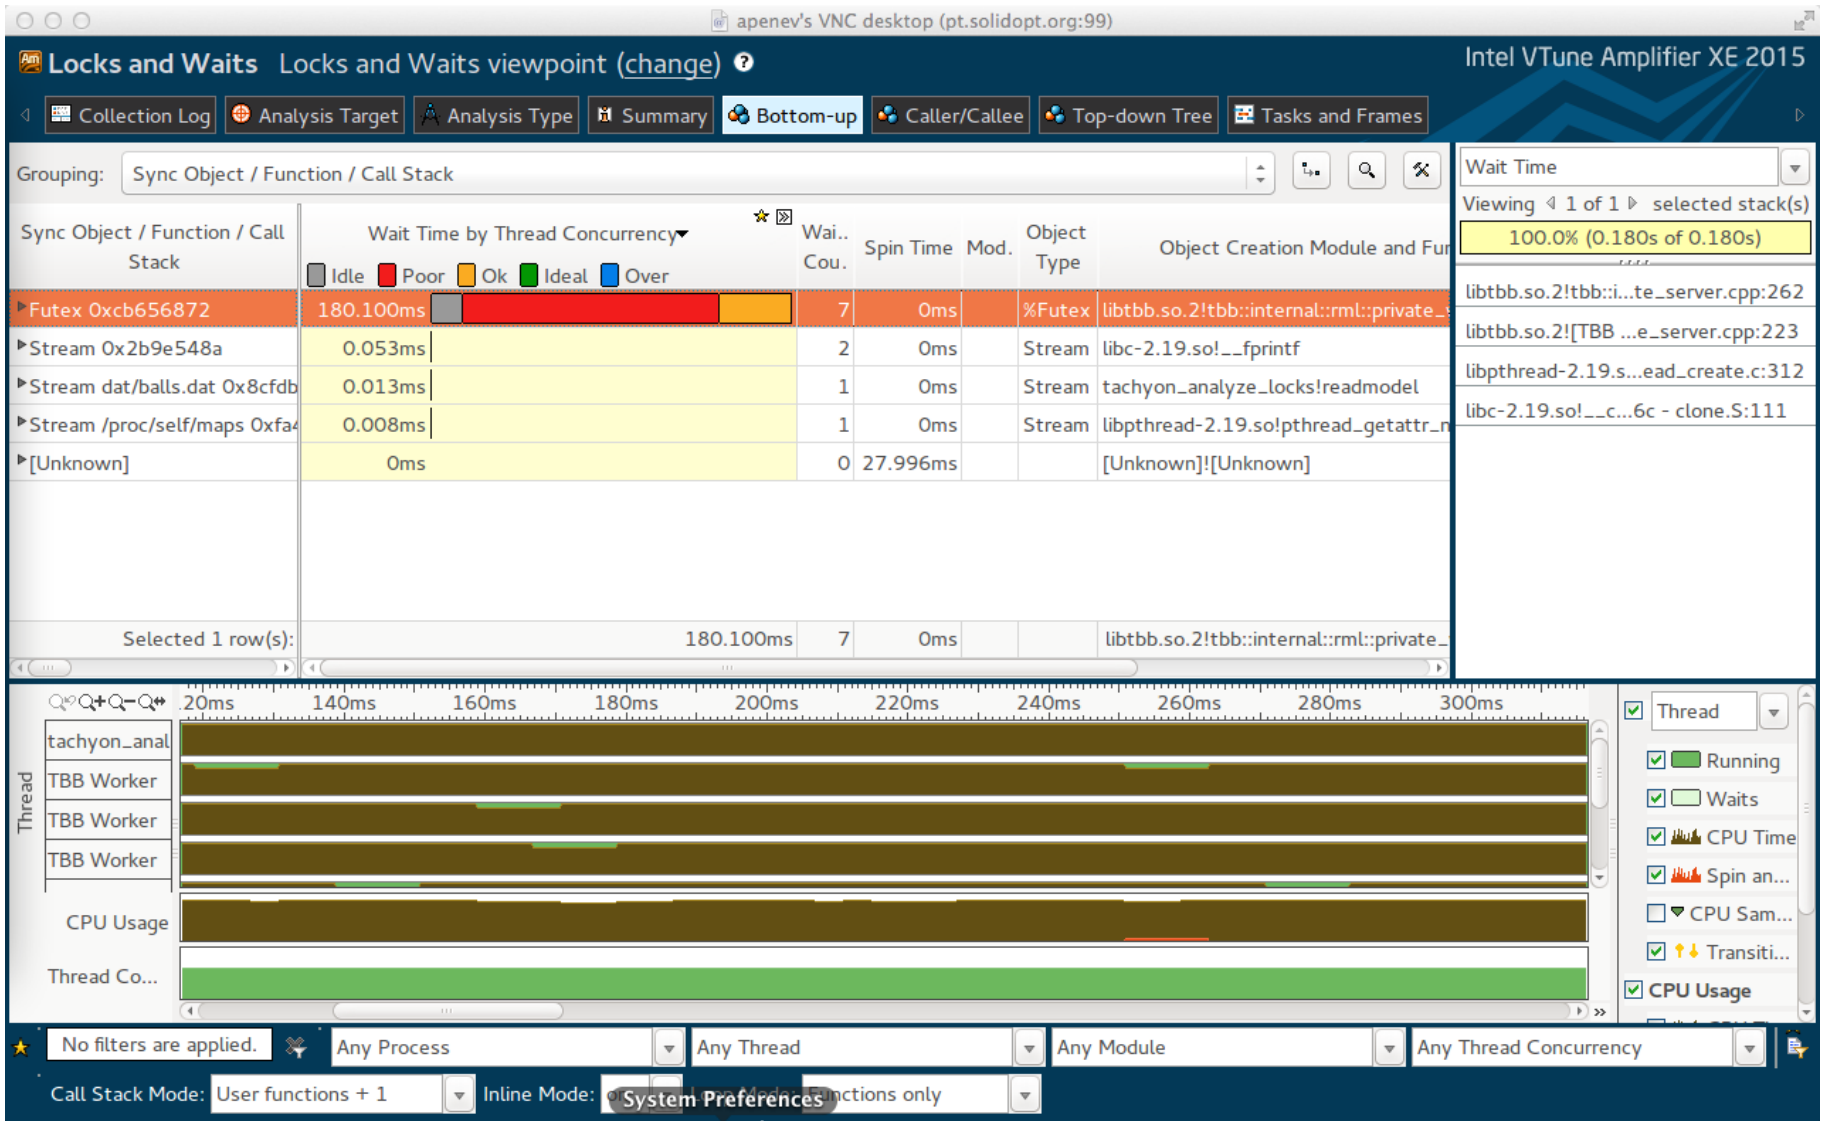 apenev's VNC desktop (pt.solidopt.org:99)
Locks and Waits Locks and Waits viewpoint (change) ?
Intel VTune Amplifier XE 2015
Collection Log Analysis Target Analysis Type Summary Bottom-up Caller/Callee Top-down Tree Tasks and Frames
Grouping: Sync Object / Function / Call Stack
Sync Object / Function / Call Stack
Wait Time by Thread Concurrency
Idle Poor Ok Ideal Over
Wai.. Cou.
Spin Time
Mod.
Object Type
Object Creation Module and Fun
Futex 0xcb656872 180.100ms 7 0ms %Futex libtbb.so.2!tbb::internal::rml::private_
Stream 0x2b9e548a 0.053ms 2 0ms Stream libc-2.19.so!__fprintf
Stream dat/balls.dat 0x8cfdb 0.013ms 1 0ms Stream tachyon_analyze_locks!readmodel
Stream /proc/self/maps 0xfa4 0.008ms 1 0ms Stream libpthread-2.19.so!pthread_getattr_n
[Unknown] 0ms 0 27.996ms [Unknown]![Unknown]
Selected 1 row(s): 180.100ms 7 0ms libtbb.so.2!tbb::internal::rml::private_
Wait Time
Viewing 1 of 1 selected stack(s)
100.0% (0.180s of 0.180s)
libtbb.so.2!tbb::i...te_server.cpp:262
libtbb.so.2![TBB ...e_server.cpp:223
libpthread-2.19.s...ead_create.c:312
libc-2.19.so!__c...6c - clone.S:111
.20ms 140ms 160ms 180ms 200ms 220ms 240ms 260ms 280ms 300ms
Thread
tachyon_anal
TBB Worker
TBB Worker
TBB Worker
CPU Usage
Thread Co...
Thread
Running
Waits
CPU Time
Spin an...
CPU Sam...
Transiti...
CPU Usage
No filters are applied. Any Process Any Thread Any Module Any Thread Concurrency
Call Stack Mode: User functions + 1 Inline Mode: Functions only
System Preferences